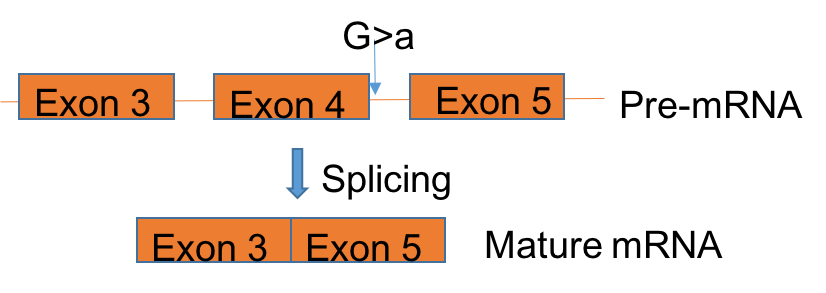 G>a
Exon 3 Exon 4 Exon 5 Pre-mRNA
Splicing
Exon 3 Exon 5 Mature mRNA